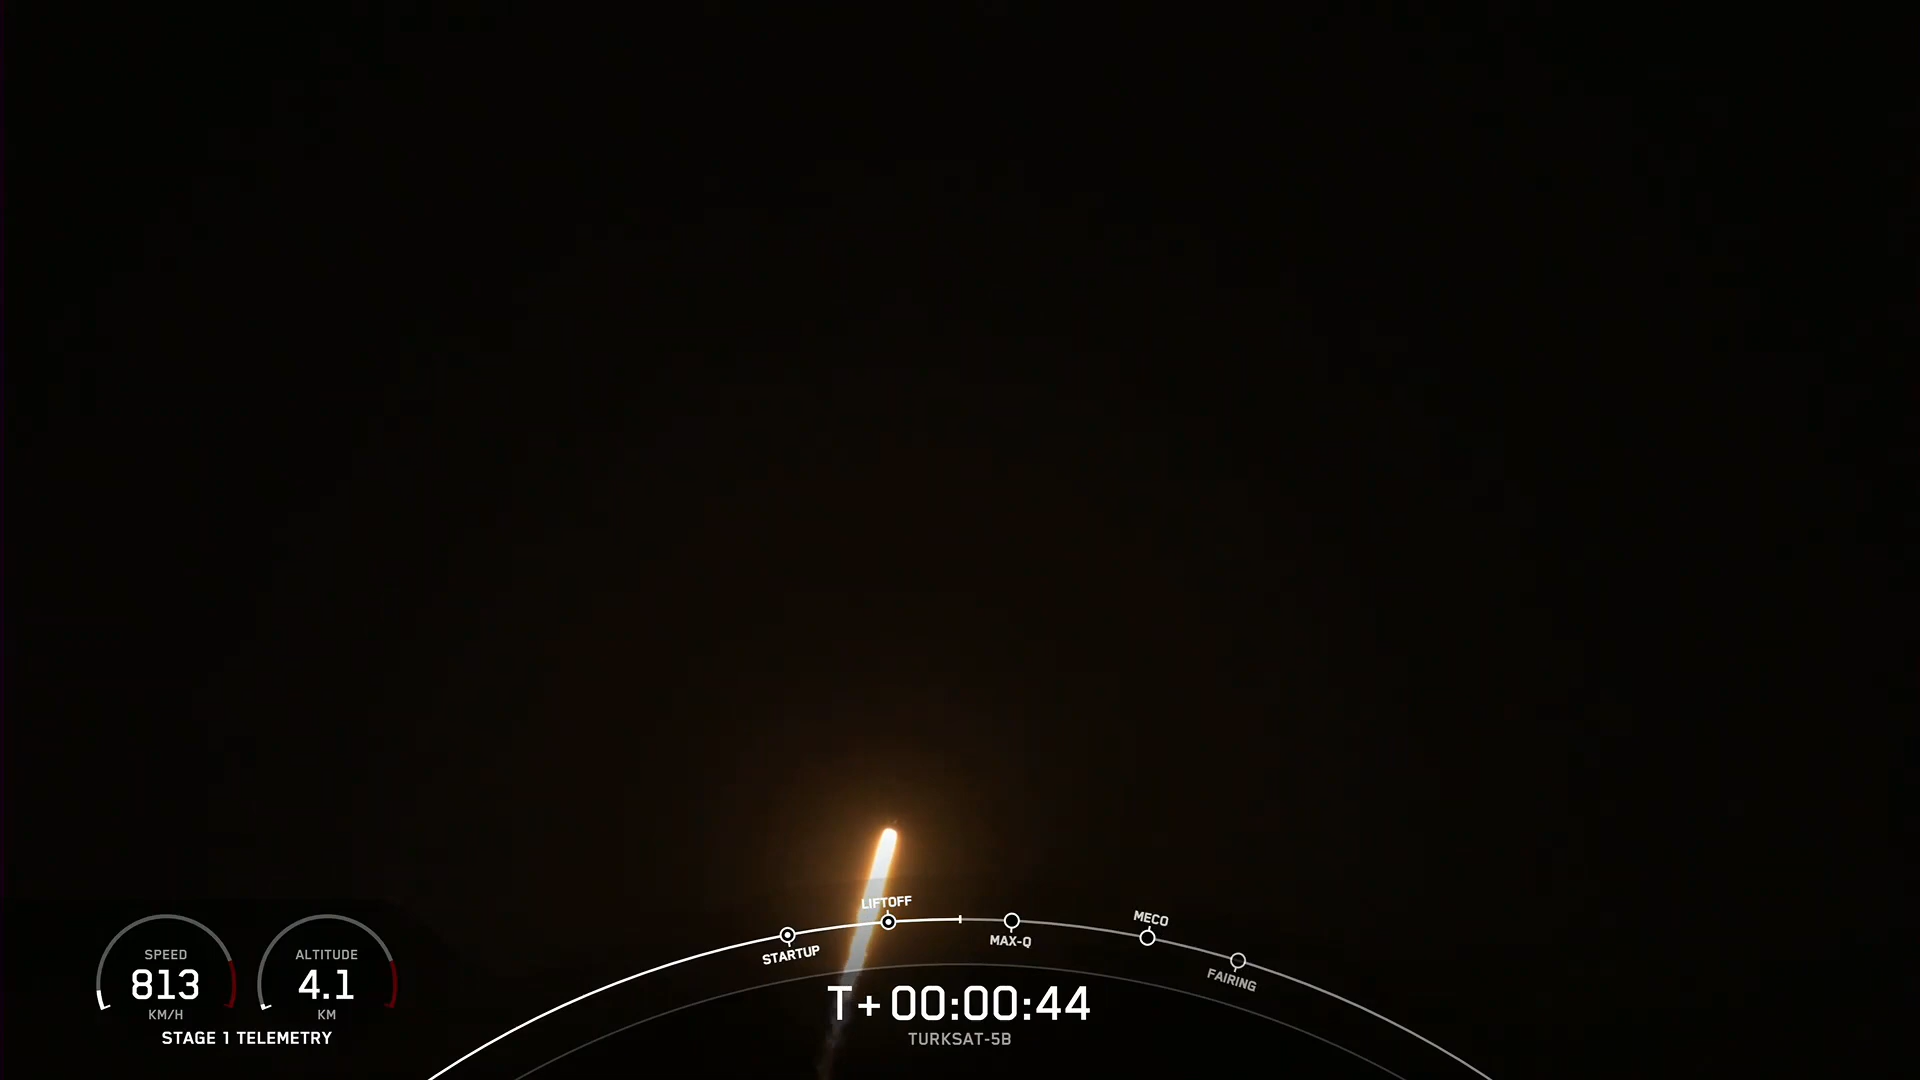 LIFTOFF
STARTUP
MAX-Q
MECO
FAIRING
SPEED
813
KM/H
ALTITUDE
4.1
KM
STAGE 1 TELEMETRY
T+00:00:44
TURKSAT-5B